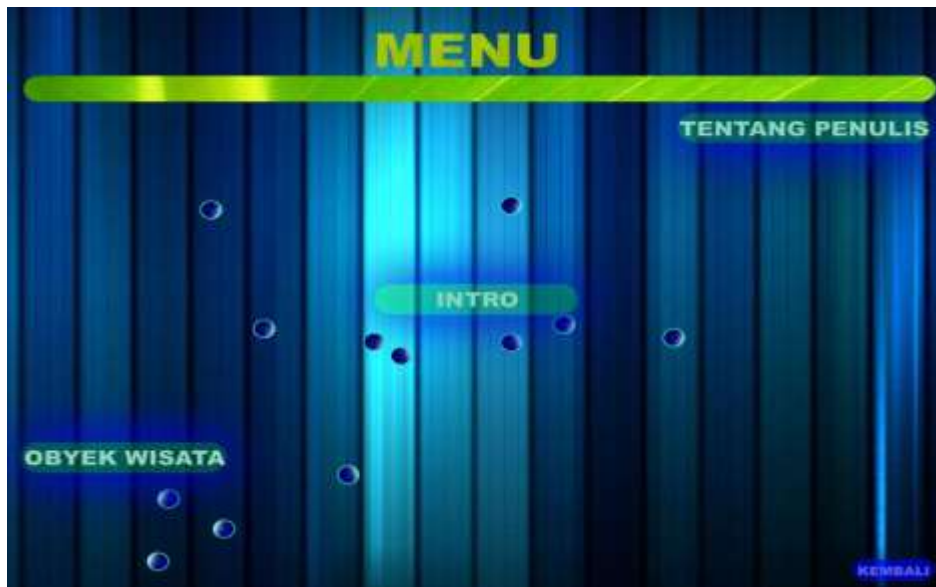 MENU
TENTANG PENULIS
INTRO
OBYEK WISATA
KEMBALI